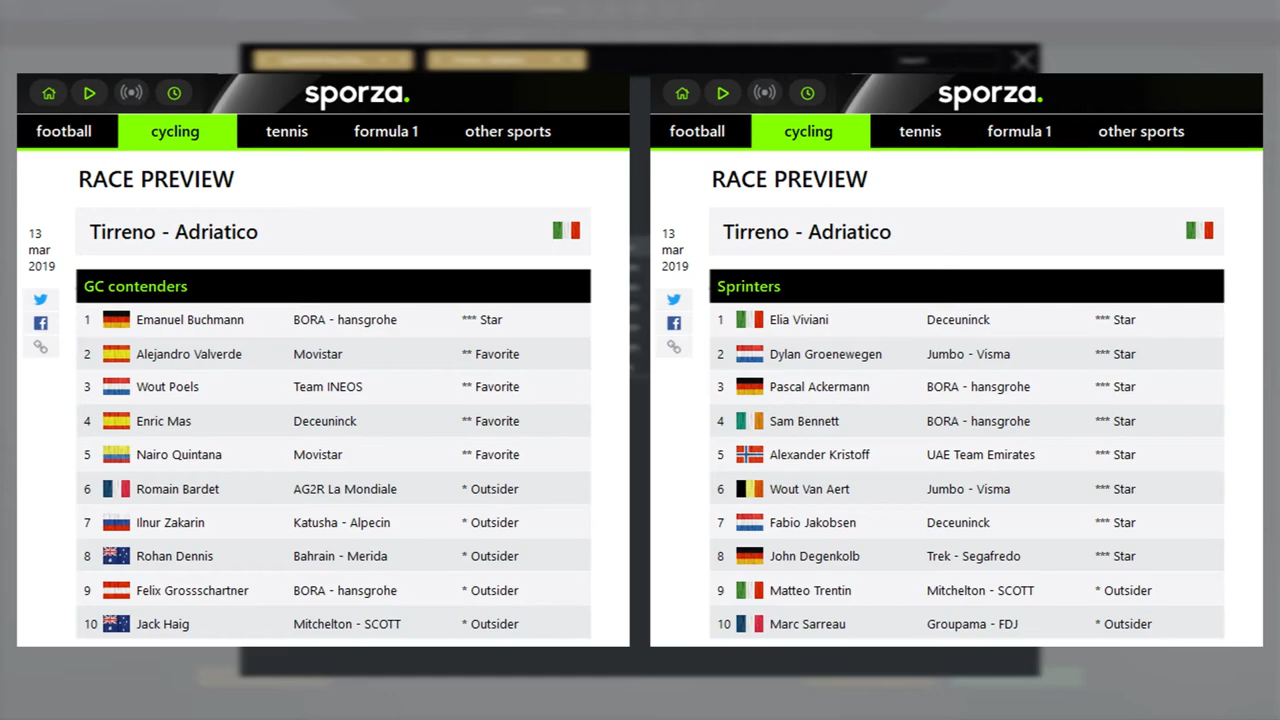 sporza.
football cycling tennis formula 1 other sports
RACE PREVIEW
13
mar
2019
Tirreno - Adriatico
GC contenders
1 Emanuel Buchmann BORA - hansgrohe *** Star
2 Alejandro Valverde Movistar ** Favorite
3 Wout Poels Team INEOS ** Favorite
4 Enric Mas Deceuninck ** Favorite
5 Nairo Quintana Movistar ** Favorite
6 Romain Bardet AG2R La Mondiale * Outsider
7 Ilnur Zakarin Katusha - Alpecin * Outsider
8 Rohan Dennis Bahrain - Merida * Outsider
9 Felix Grossschartner BORA - hansgrohe * Outsider
10 Jack Haig Mitchelton - SCOTT * Outsider
sporza.
football cycling tennis formula 1 other sports
RACE PREVIEW
13
mar
2019
Tirreno - Adriatico
Sprinters
1 Elia Viviani Deceuninck *** Star
2 Dylan Groenewegen Jumbo - Visma *** Star
3 Pascal Ackermann BORA - hansgrohe *** Star
4 Sam Bennett BORA - hansgrohe *** Star
5 Alexander Kristoff UAE Team Emirates *** Star
6 Wout Van Aert Jumbo - Visma *** Star
7 Fabio Jakobsen Deceuninck *** Star
8 John Degenkolb Trek - Segafredo *** Star
9 Matteo Trentin Mitchelton - SCOTT * Outsider
10 Marc Sarreau Groupama - FDJ * Outsider